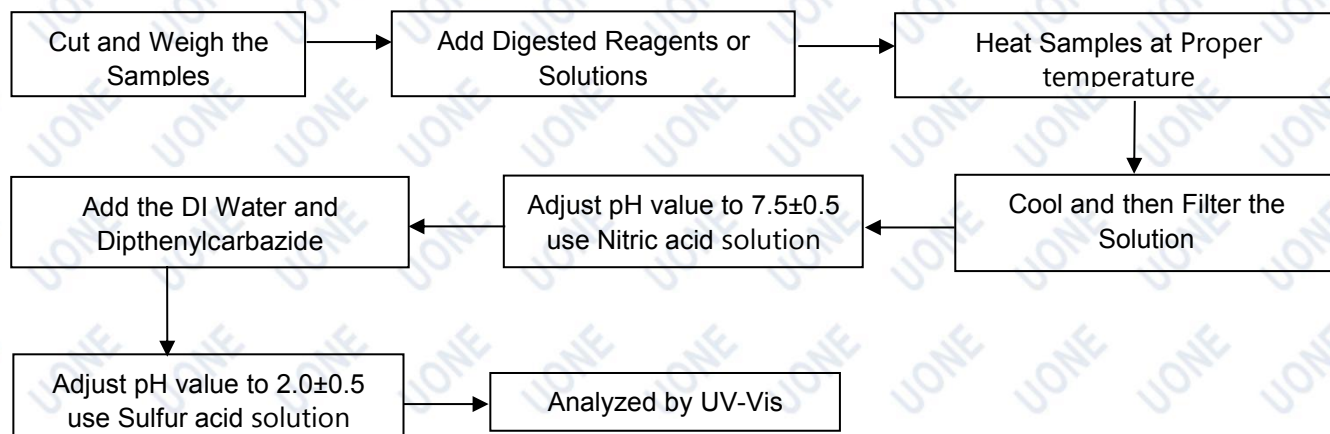 Cut and Weigh the
Samples
Add Digested Reagents or
Solutions
Heat Samples at Proper
temperature
Cool and then Filter the
Solution
Adjust pH value to 7.5±0.5
use Nitric acid solution
Add the DI Water and
Dipthenylcarbazide
Adjust pH value to 2.0±0.5
use Sulfur acid solution
Analyzed by UV-Vis
UONE